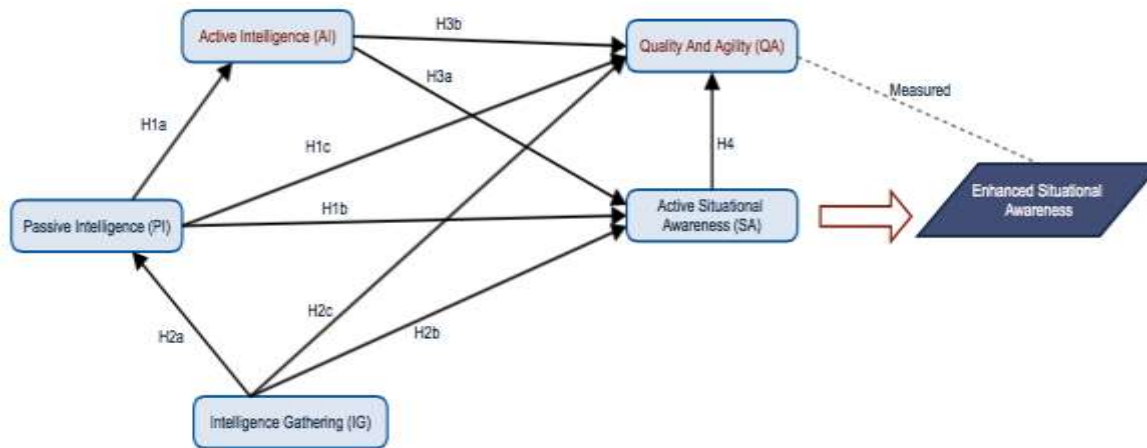 Active Intelligence (AI)
H3b
Quality And Agility (QA)
H3a
Measured
H1a
H1c
H4
Passive Intelligence (PI)
H1b
Active Situational
Awareness (SA)
Enhanced Situational
Awareness
H2a
H2c
H2b
Intelligence Gathering (IG)